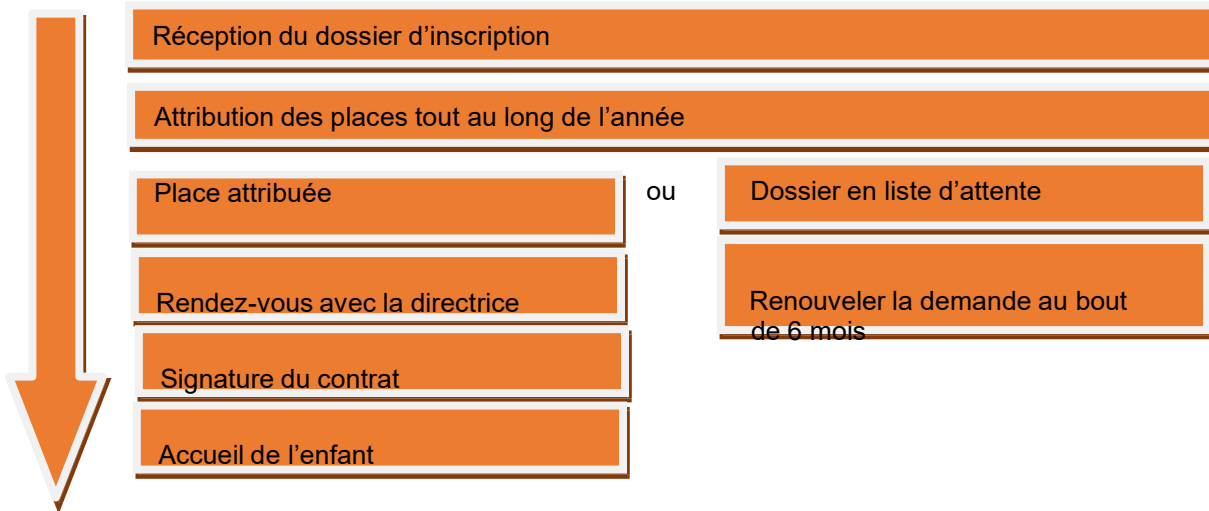 Réception du dossier d’inscription
Attribution des places tout au long de l’année
Place attribuée
ou
Dossier en liste d’attente
Rendez-vous avec la directrice
Renouveler la demande au bout
de 6 mois
Signature du contrat
Accueil de l’enfant